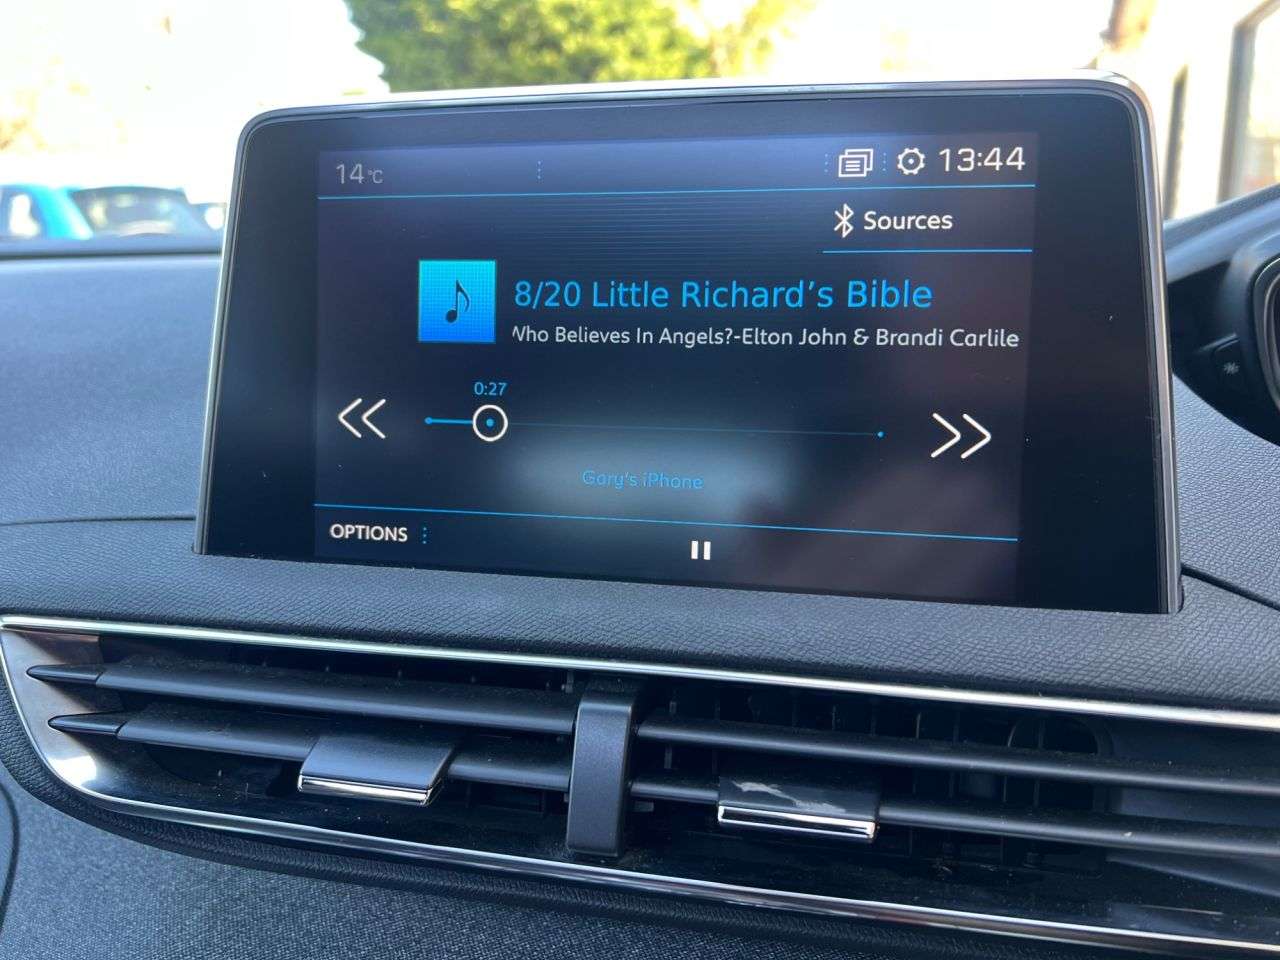 14°C
13:44
Sources
8/20 Little Richard's Bible
Who Believes In Angels?-Elton John & Brandi Carlile
0:27
Gary's iPhone
OPTIONS